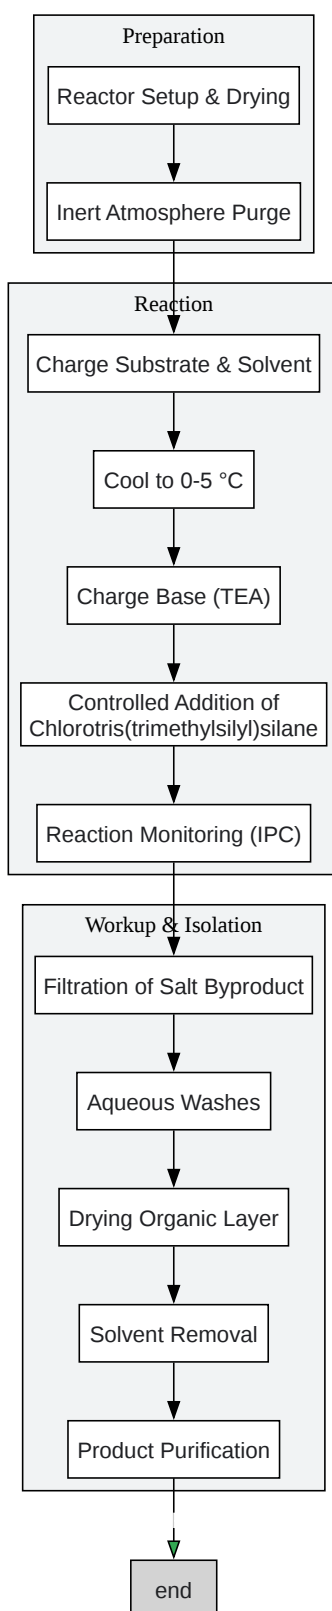 Preparation
Reactor Setup & Drying
Inert Atmosphere Purge
Reaction
Charge Substrate & Solvent
Cool to 0-5 °C
Charge Base (TEA)
Controlled Addition of
Chlorotris(trimethylsilyl)silane
Reaction Monitoring (IPC)
Workup & Isolation
Filtration of Salt Byproduct
Aqueous Washes
Drying Organic Layer
Solvent Removal
Product Purification
end